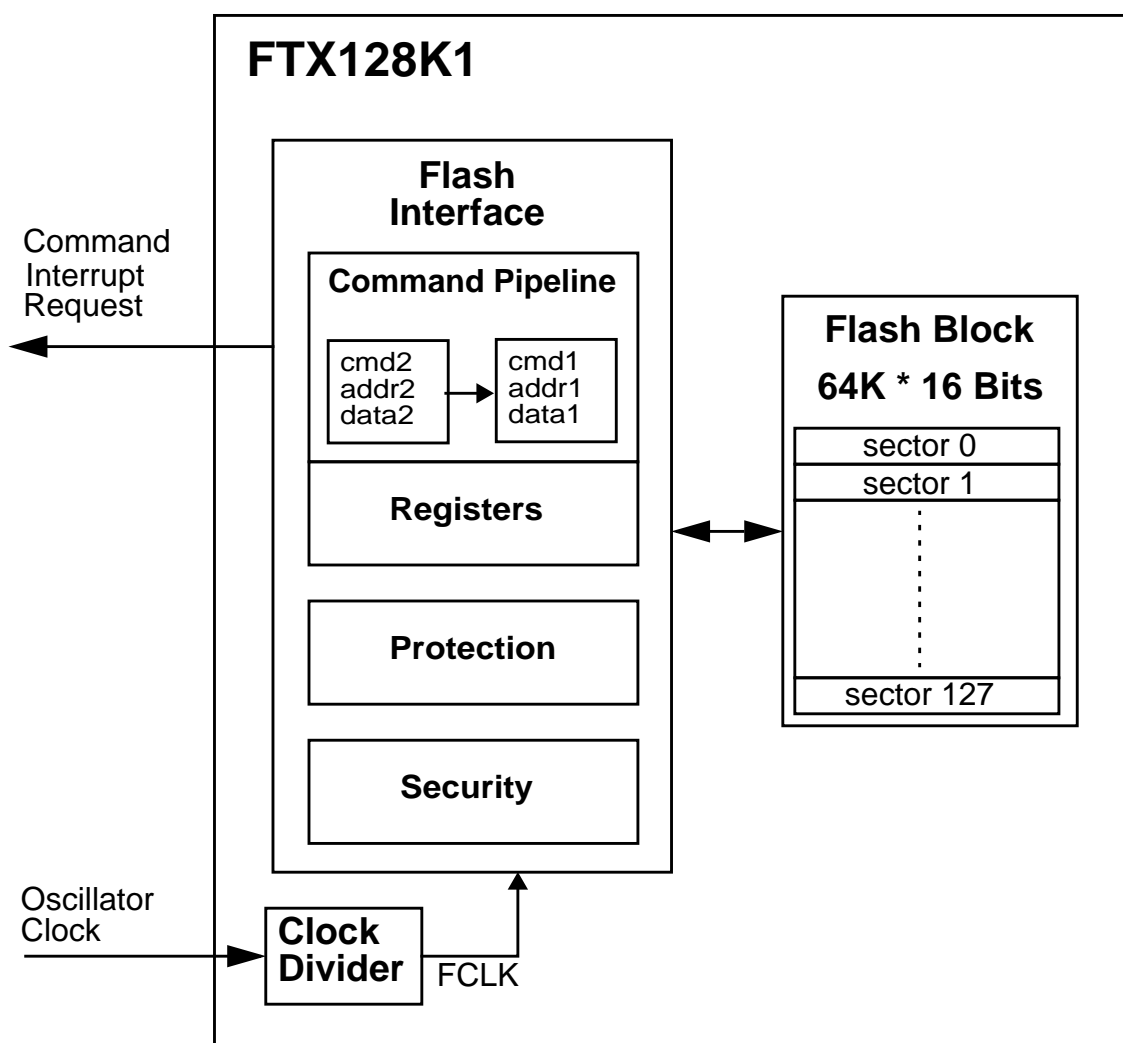 FTX128K1
Flash
Interface
Command
Interrupt
Request
Command Pipeline
cmd2
addr2
data2
cmd1
addr1
data1
Registers
Protection
Security
Flash Block
64K * 16 Bits
sector 0
sector 1
sector 127
Oscillator
Clock
Clock
Divider
FCLK